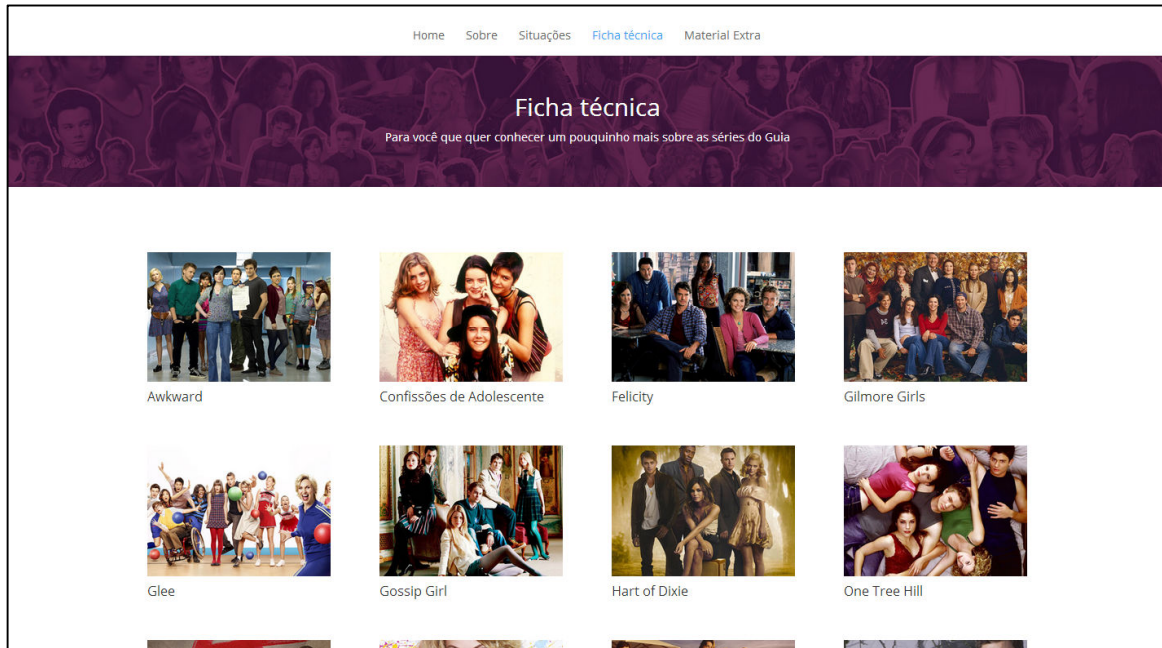 Home Sobre Situações Ficha técnica Material Extra
Ficha técnica
Para você que quer conhecer um pouquinho mais sobre as séries do Guia
Awkward Confissões de Adolescente Felicity Gilmore Girls
Glee Gossip Girl Hart of Dixie One Tree Hill